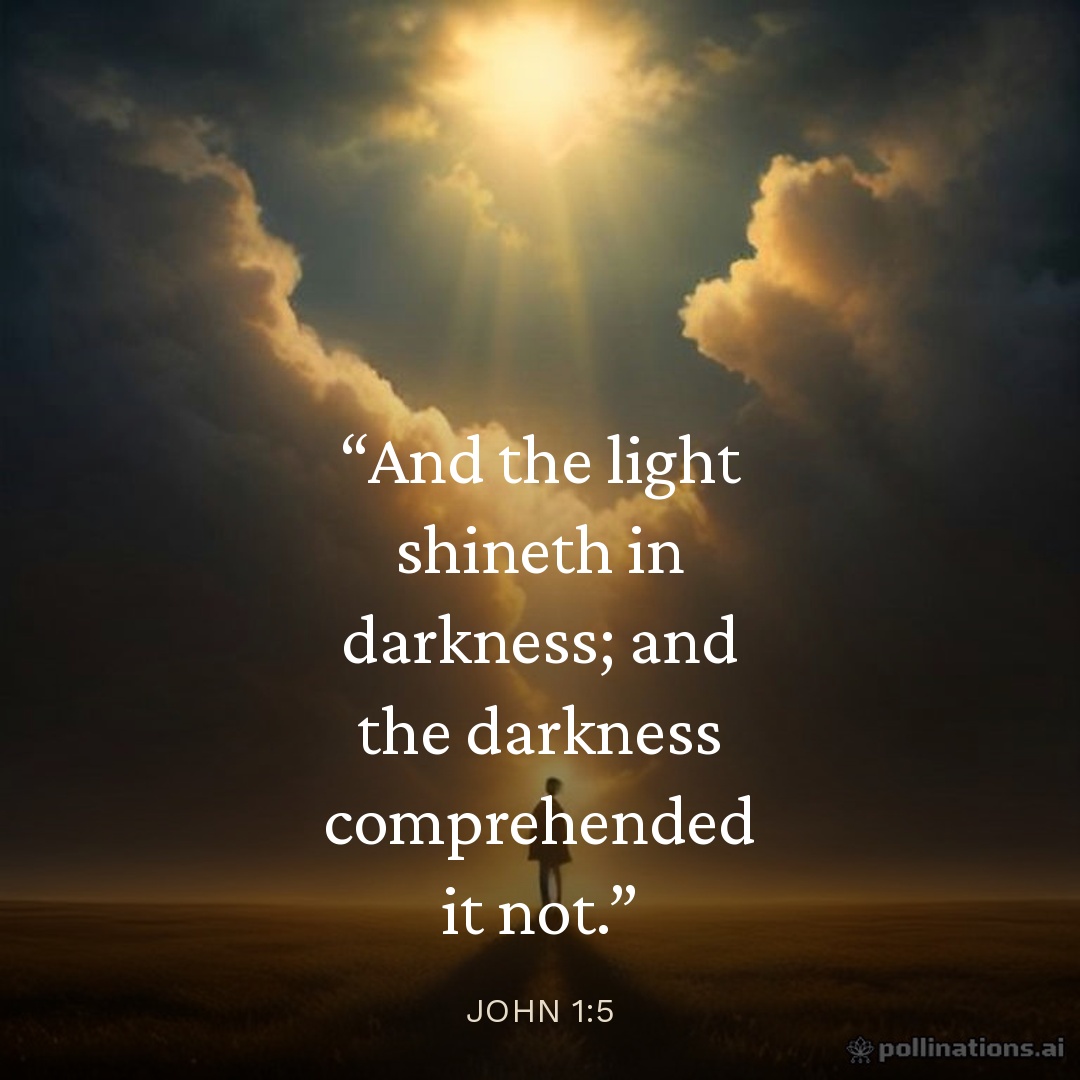 “And the light
shineth in
darkness; and
the darkness
comprehended
it not.”
JOHN 1:5
pollinations.ai